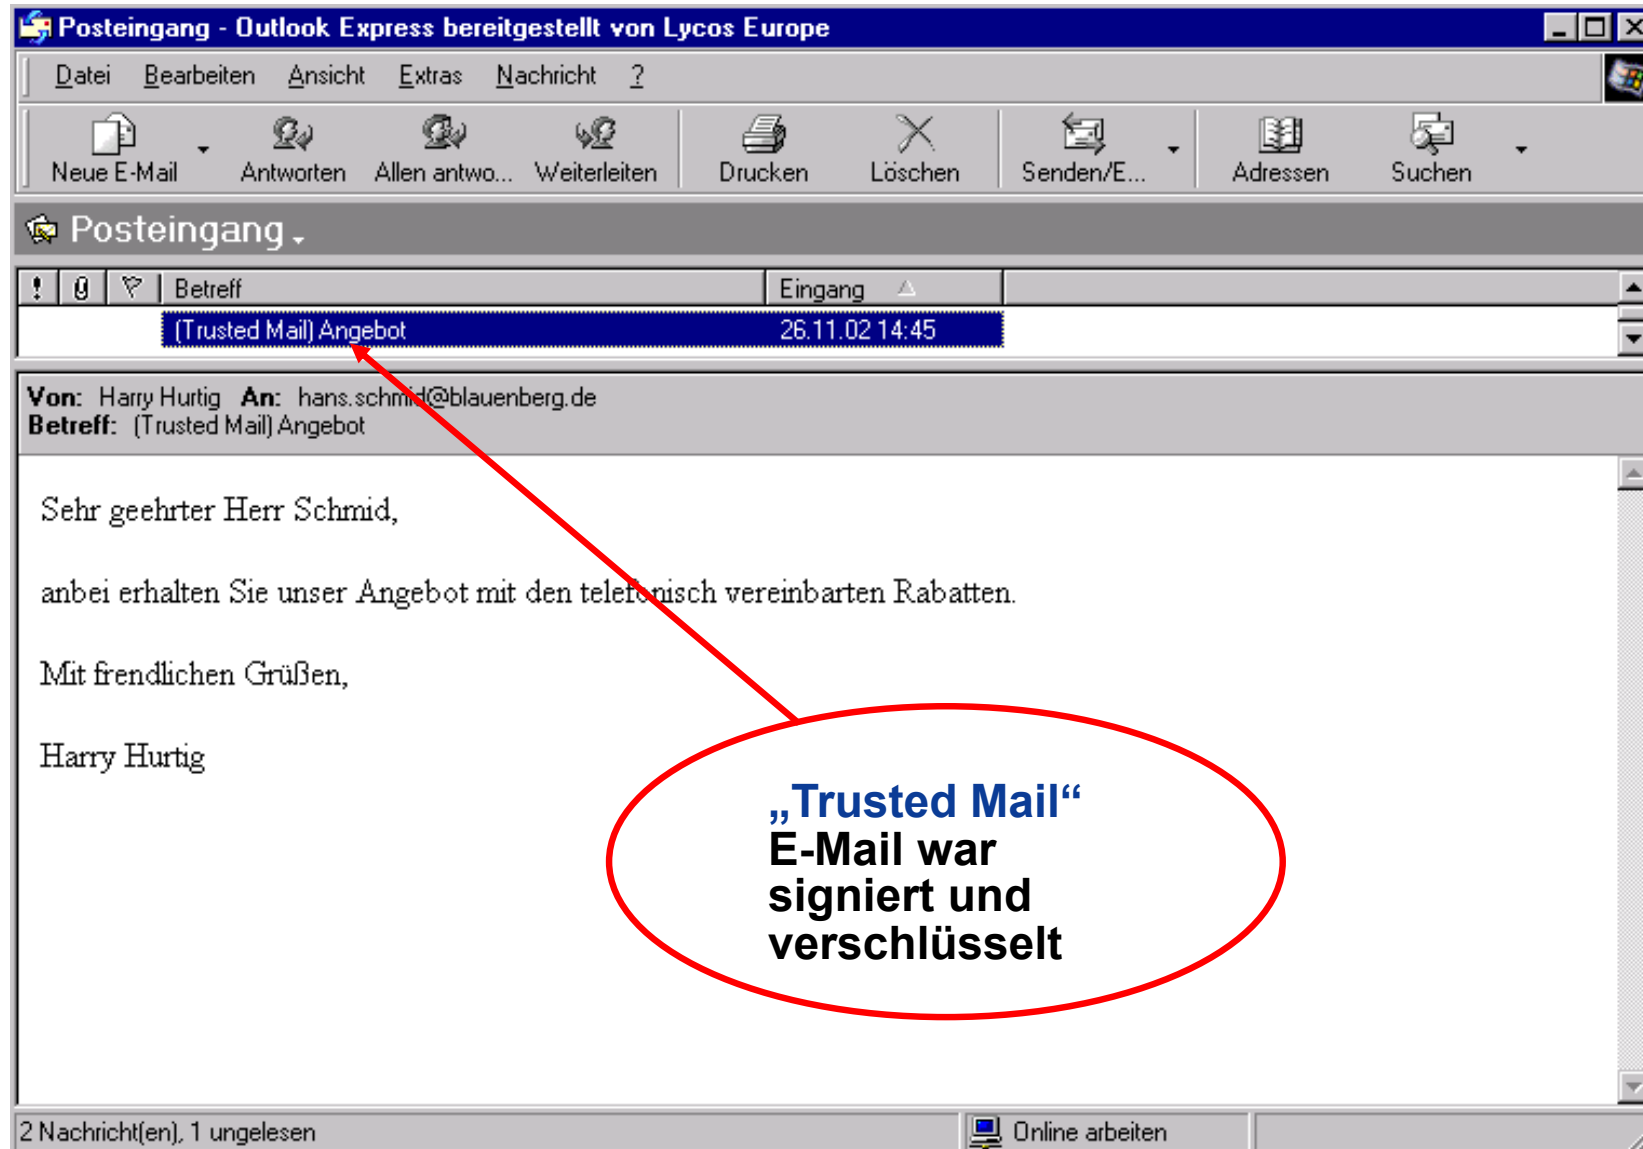 Posteingang - Outlook Express bereitgestellt von Lycos Europe
Datei Bearbeiten Ansicht Extras Nachricht ?
Neue E-Mail Antworten Allen antwo... Weiterleiten Drucken Löschen Senden/E... Adressen Suchen
Posteingang
! Betreff Eingang
(Trusted Mail) Angebot 26.11.02 14:45
Von: Harry Hurtig An: hans.schmid@blauenberg.de
Betreff: (Trusted Mail) Angebot
Sehr geehrter Herr Schmid,
anbei erhalten Sie unser Angebot mit den telefonisch vereinbarten Rabatten.
Mit frendlichen Grüßen,
Harry Hurtig
„Trusted Mail“
E-Mail war
signiert und
verschlüsselt
2 Nachricht(en), 1 ungelesen Online arbeiten